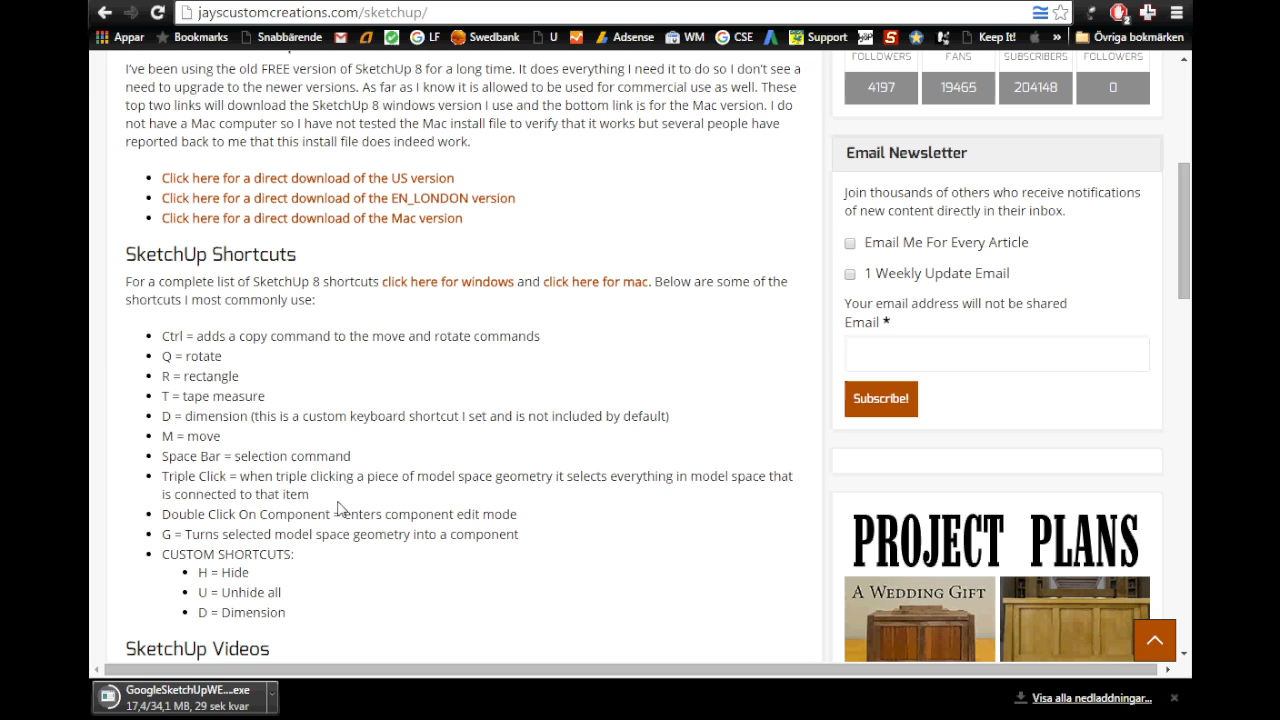 jayscustomcreations.com/sketchup/
Appar
Bookmarks
Snabbärende
LF
Swedbank
U
Adsense
WM
CSE
Support
Keep It!
»
Övriga bokmärken
I've been using the old FREE version of SketchUp 8 for a long time. It does everything I need it to do so I don't see a
need to upgrade to the newer versions. As far as I know it is allowed to be used for commercial use as well. These
top two links will download the SketchUp 8 windows version I use and the bottom link is for the Mac version. I do
not have a Mac computer so I have not tested the Mac install file to verify that it works but several people have
reported back to me that this install file does indeed work.
• Click here for a direct download of the US version
• Click here for a direct download of the EN_LONDON version
• Click here for a direct download of the Mac version
SketchUp Shortcuts
For a complete list of SketchUp 8 shortcuts click here for windows and click here for mac. Below are some of the
shortcuts I most commonly use:
• Ctrl = adds a copy command to the move and rotate commands
• Q = rotate
• R = rectangle
• T = tape measure
• D = dimension (this is a custom keyboard shortcut I set and is not included by default)
• M = move
• Space Bar = selection command
• Triple Click = when triple clicking a piece of model space geometry it selects everything in model space that
is connected to that item
• Double Click On Component = enters component edit mode
• G = Turns selected model space geometry into a component
• CUSTOM SHORTCUTS:
• H = Hide
• U = Unhide all
• D = Dimension
SketchUp Videos
FOLLOWERS
FANS
SUBSCRIBERS
FOLLOWERS
4197
19465
204148
0
Email Newsletter
Join thousands of others who receive notifications
of new content directly in their inbox.
Email Me For Every Article
1 Weekly Update Email
Your email address will not be shared
Email *
Subscribe!
PROJECT PLANS
A WEDDING GIFT
GoogleSketchUpWE...exe
17,4/34,1 MB, 29 sek kvar
Visa alla nedladdningar...